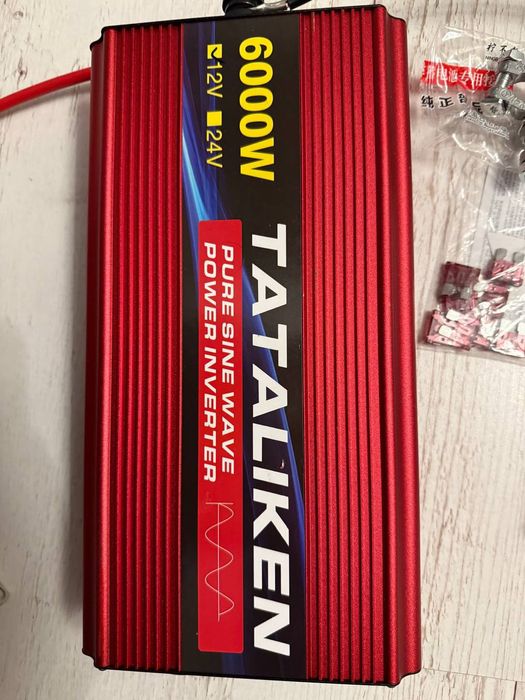 6000W
12V 24V
TATALIKEN
PURE SINE WAVE
POWER INVERTER